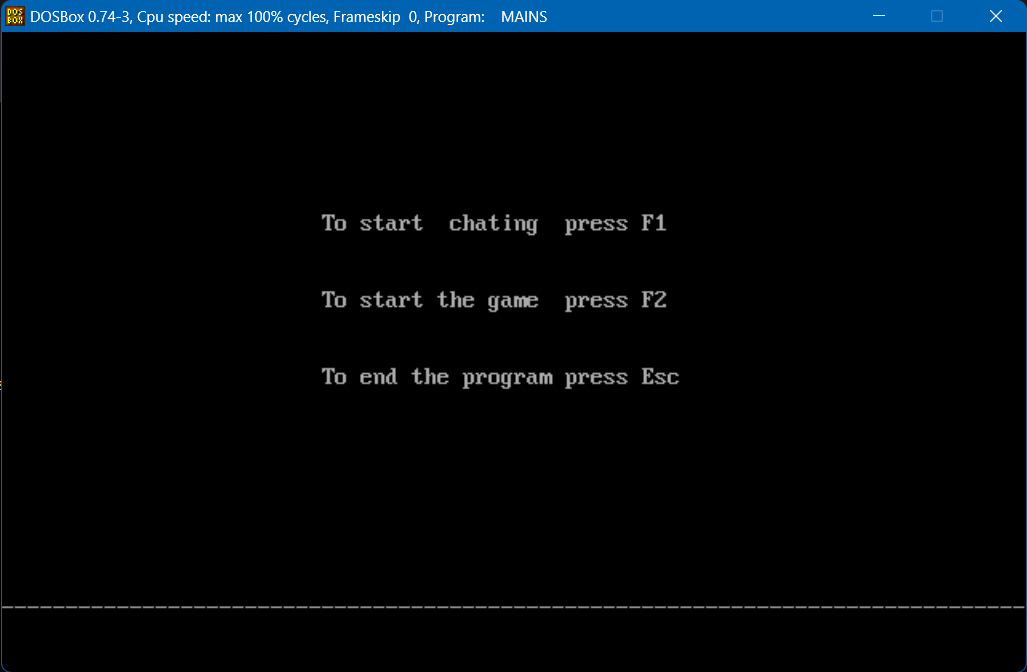 DOSBox 0.74-3, Cpu speed: max 100% cycles, Frameskip  0, Program:    MAINS
To start  chating  press F1
To start the game  press F2
To end the program press Esc
--------------------------------------------------------------------------------